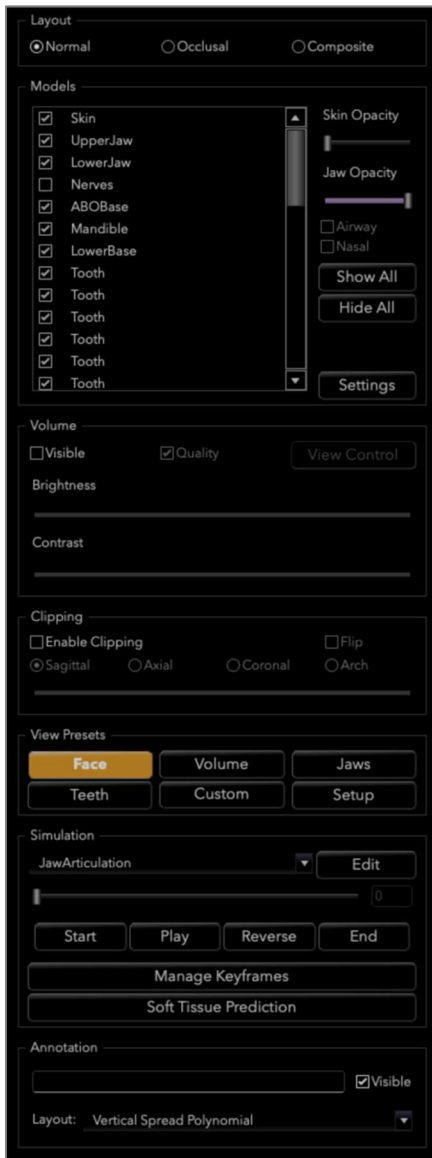 Layout
Normal Occlusal Composite
Models
Skin
UpperJaw
LowerJaw
Nerves
ABOBase
Mandible
LowerBase
Tooth
Tooth
Tooth
Tooth
Tooth
Tooth
Skin Opacity
Jaw Opacity
Airway
Nasal
Show All
Hide All
Settings
Volume
Visible Quality View Control
Brightness
Contrast
Clipping
Enable Clipping Flip
Sagittal Axial Coronal Arch
View Presets
Face Volume Jaws
Teeth Custom Setup
Simulation
JawArticulation Edit
0
Start Play Reverse End
Manage Keyframes
Soft Tissue Prediction
Annotation
Visible
Layout: Vertical Spread Polynomial